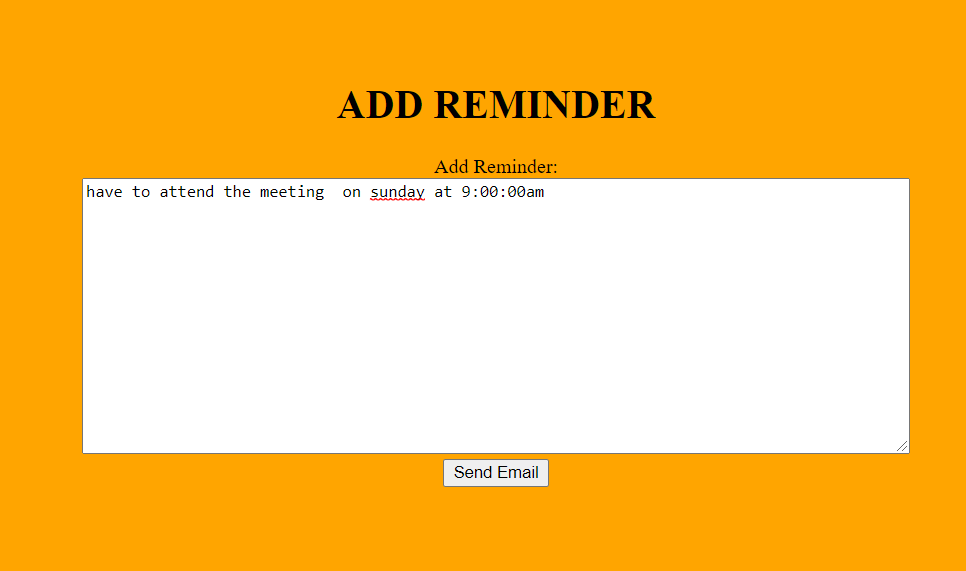 ADD REMINDER
Add Reminder:
have to attend the meeting  on sunday at 9:00:00am
Send Email